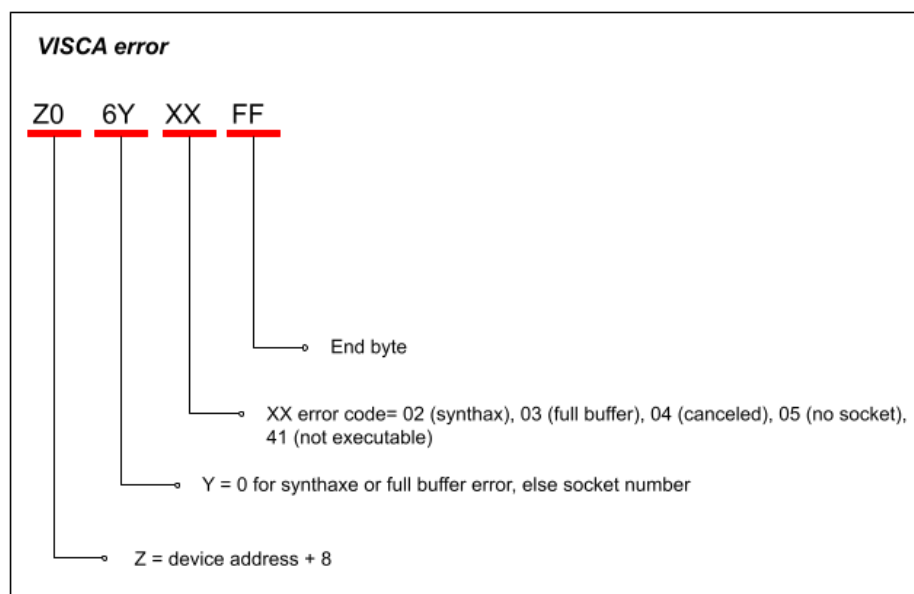 VISCA error
Z0 6Y XX FF
End byte
XX error code= 02 (synthax), 03 (full buffer), 04 (canceled), 05 (no socket),
41 (not executable)
Y = 0 for synthaxe or full buffer error, else socket number
Z = device address + 8